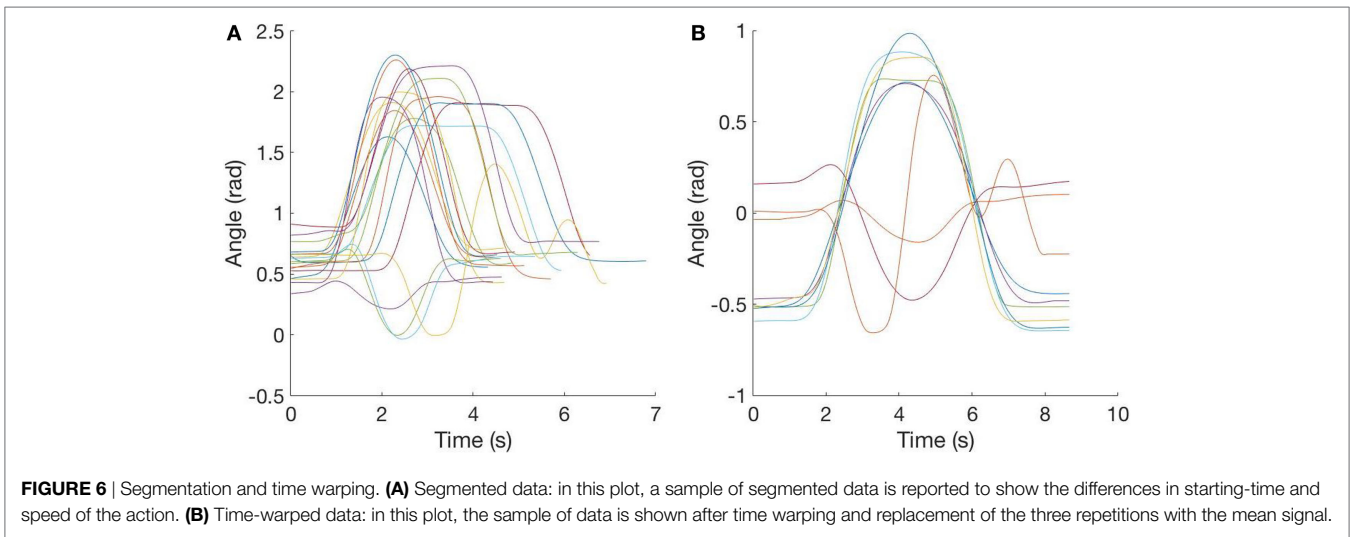 A
2.5
2
1.5
1
0.5
0
-0.5
Angle (rad)
0 2 4 6 7
Time (s)
B
1
0.5
0
-0.5
-1
Angle (rad)
0 2 4 6 8 10
Time (s)
FIGURE 6 | Segmentation and time warping. (A) Segmented data: in this plot, a sample of segmented data is reported to show the differences in starting-time and
speed of the action. (B) Time-warped data: in this plot, the sample of data is shown after time warping and replacement of the three repetitions with the mean signal.